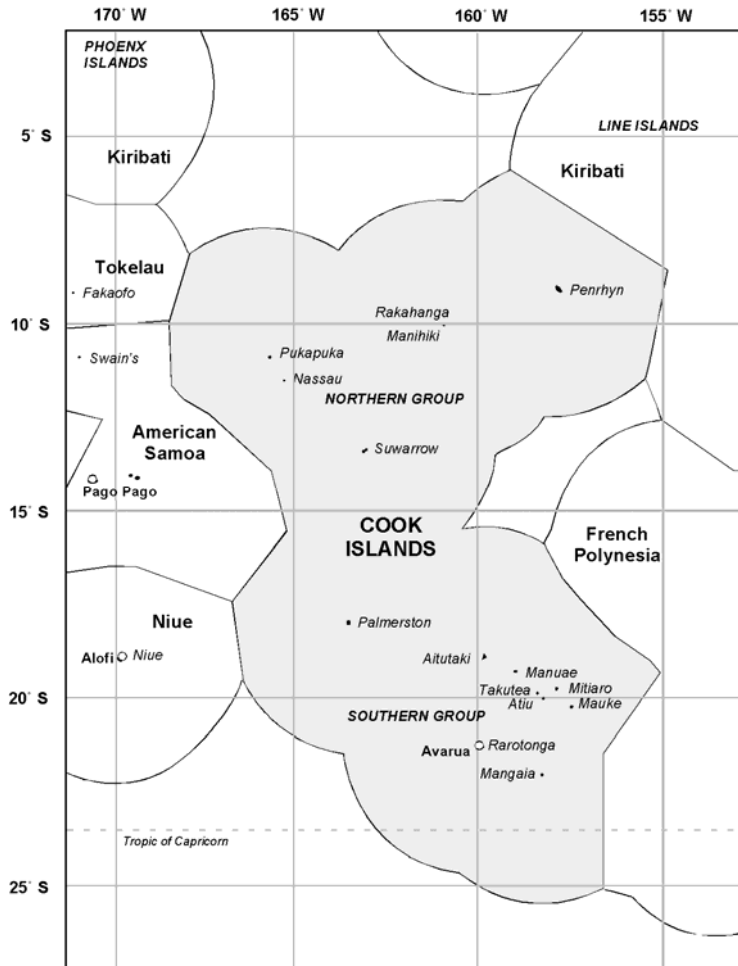 170° W 165° W 160° W 155° W
PHOENX
ISLANDS
5° S
LINE ISLANDS
Kiribati
Kiribati
Tokelau
Fakaofo
Penrhyn
Rakahanga
10° S
Manihiki
Swain's
Pukapuka
Nassau
NORTHERN GROUP
American
Samoa
Suwarrow
Pago Pago
15° S
COOK
ISLANDS
French
Polynesia
Niue
Palmerston
Alofi
Niue
Aitutaki
Manuae
Takutea
Mitiaro
20° S
Atiu
Mauke
SOUTHERN GROUP
Avarua
Rarotonga
Mangaia
Tropic of Capricorn
25° S